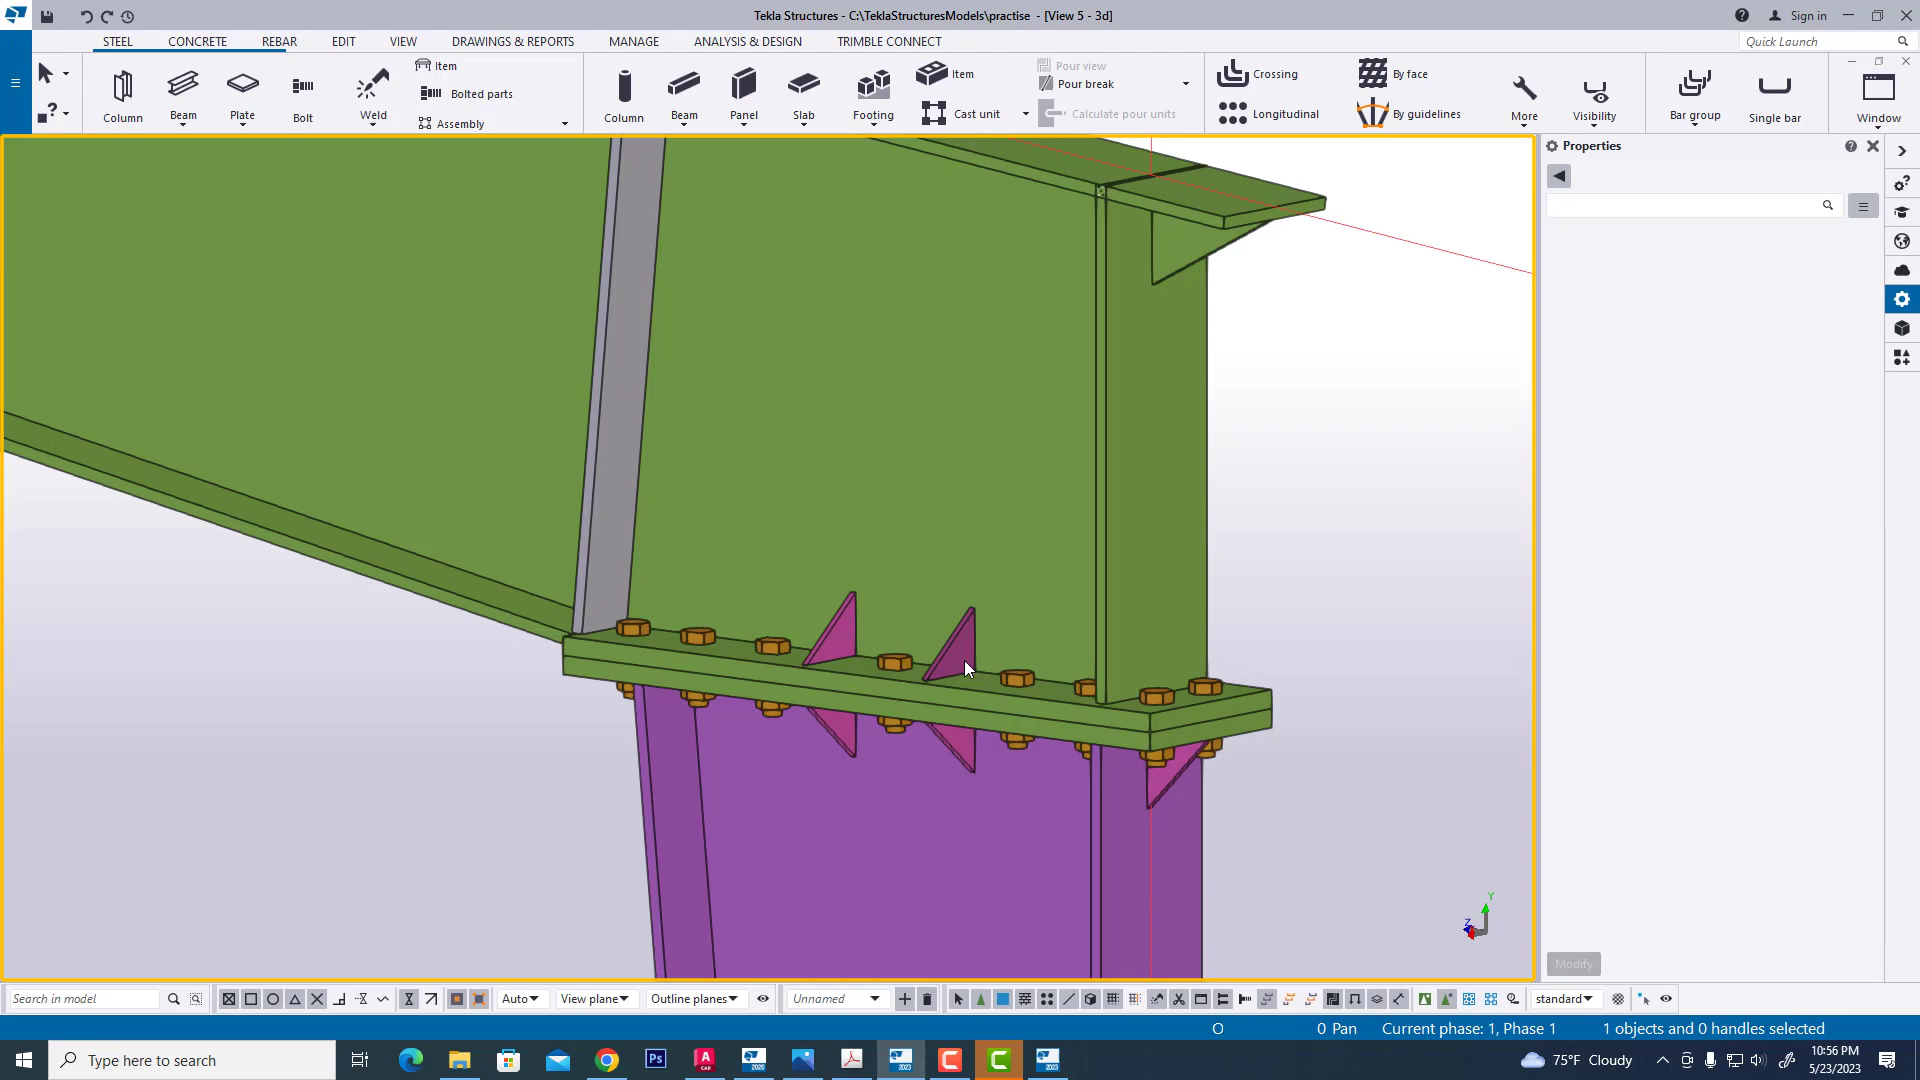 Tekla Structures - C:\TeklaStructuresModels\practise - [View 5 - 3d]
Sign in
STEEL CONCRETE REBAR EDIT VIEW DRAWINGS & REPORTS MANAGE ANALYSIS & DESIGN TRIMBLE CONNECT
Quick Launch
Column Beam Plate Bolt Weld
Item
Bolted parts
Assembly
Column Beam Panel Slab Footing
Item
Cast unit
Pour view
Pour break
Calculate pour units
Crossing
Longitudinal
By face
By guidelines
More Visibility Bar group Single bar Window
Properties
Modify
Y
Z
Search in model
Auto
View plane
Outline planes
Unnamed
standard
O
0 Pan
Current phase: 1, Phase 1
1 objects and 0 handles selected
Type here to search
Ps
A
CAD
2020
2023
2023
75°F Cloudy
10:56 PM
5/23/2023